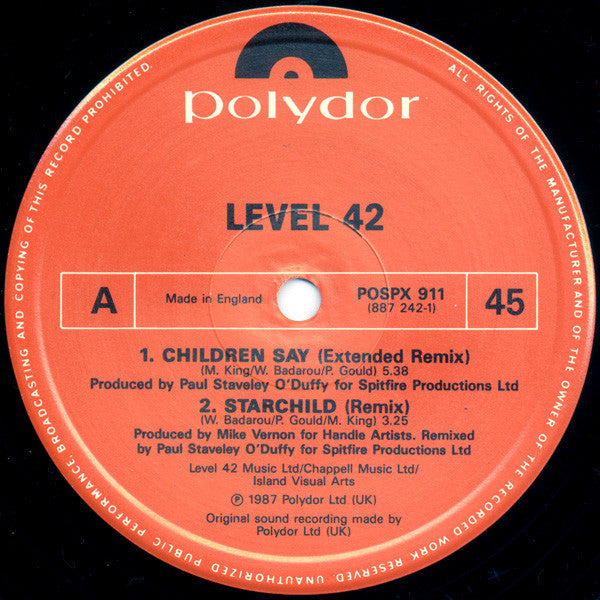 polydor
LEVEL 42
A
Made in England
POSPX 911
(887 242-1)
45
1. CHILDREN SAY (Extended Remix)
(M. King/W. Badarou/P. Gould) 5.38
Produced by Paul Staveley O'Duffy for Spitfire Productions Ltd
2. STARCHILD (Remix)
(W. Badarou/P. Gould/M. King) 3.25
Produced by Mike Vernon for Handle Artists. Remixed
by Paul Staveley O'Duffy for Spitfire Productions Ltd
Level 42 Music Ltd/Chappell Music Ltd/
Island Visual Arts
℗ 1987 Polydor Ltd (UK)
Original sound recording made by
Polydor Ltd (UK)
ALL RIGHTS OF THE MANUFACTURER AND OF THE OWNER OF THE RECORDED WORK RESERVED. UNAUTHORIZED PUBLIC PERFORMANCE, BROADCASTING AND COPYING OF THIS RECORD PROHIBITED.